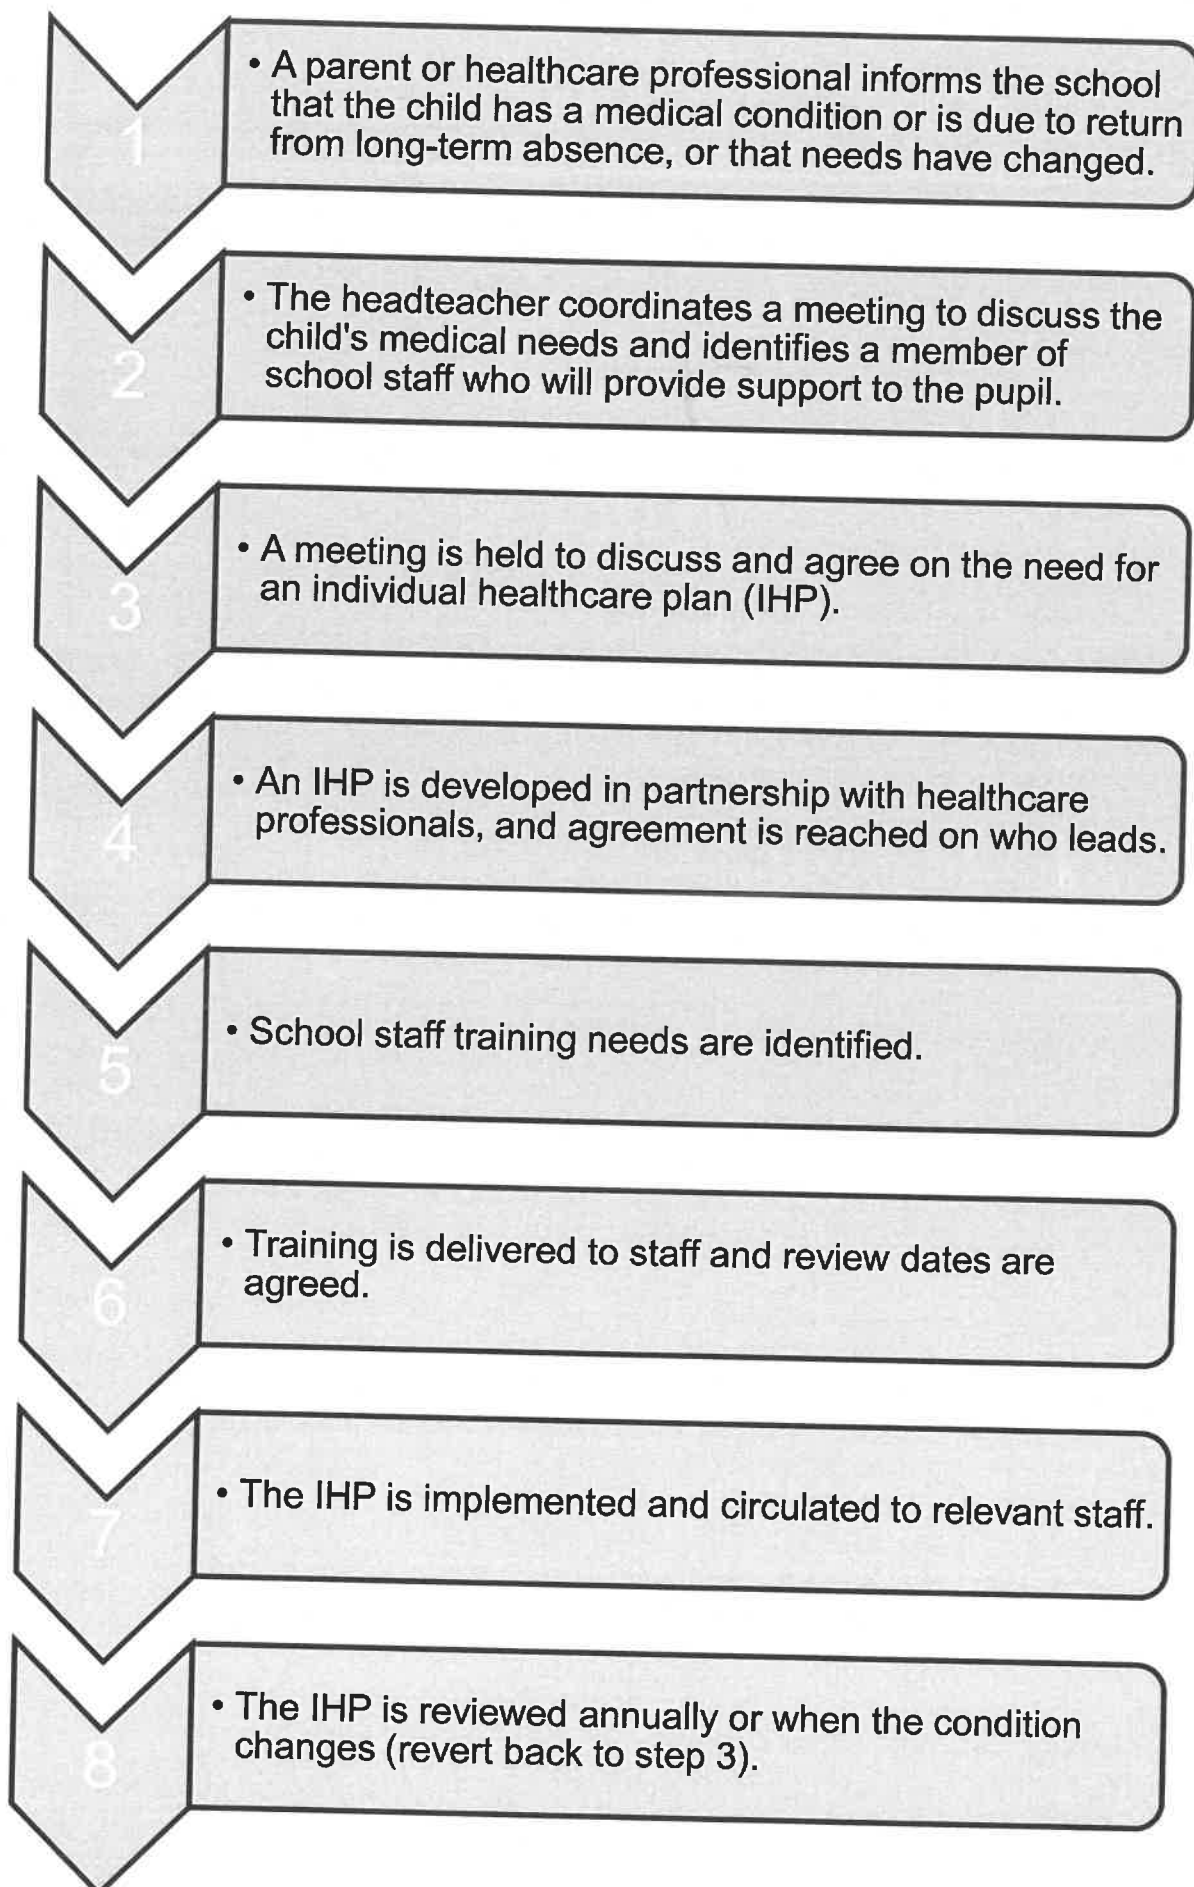 1
• A parent or healthcare professional informs the school
that the child has a medical condition or is due to return
from long-term absence, or that needs have changed.
2
• The headteacher coordinates a meeting to discuss the
child's medical needs and identifies a member of
school staff who will provide support to the pupil.
3
• A meeting is held to discuss and agree on the need for
an individual healthcare plan (IHP).
4
• An IHP is developed in partnership with healthcare
professionals, and agreement is reached on who leads.
5
• School staff training needs are identified.
6
• Training is delivered to staff and review dates are
agreed.
7
• The IHP is implemented and circulated to relevant staff.
8
• The IHP is reviewed annually or when the condition
changes (revert back to step 3).